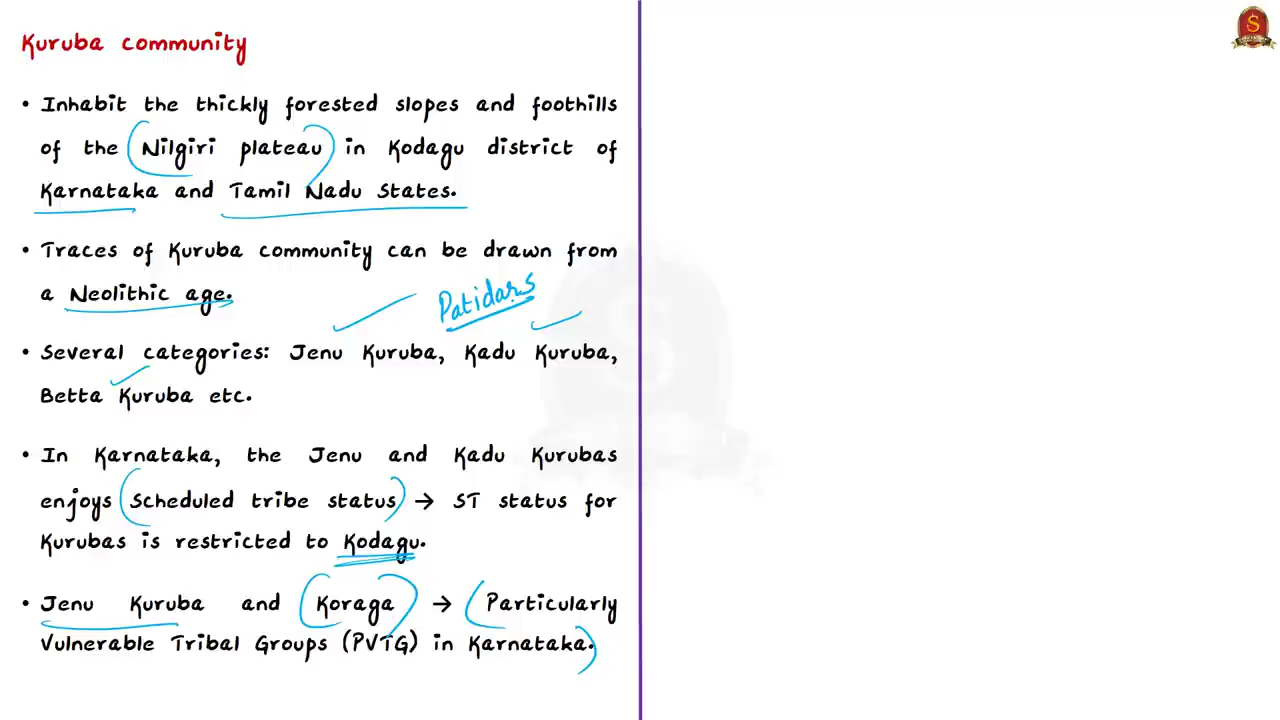 Kuruba community
• Inhabit the thickly forested slopes and foothills
of the Nilgiri plateau in Kodagu district of
Karnataka and Tamil Nadu States.
• Traces of Kuruba community can be drawn from
a Neolithic age.
Patidars
• Several categories: Jenu Kuruba, Kadu Kuruba,
Betta Kuruba etc.
• In Karnataka, the Jenu and Kadu Kurubas
enjoys Scheduled tribe status → ST status for
Kurubas is restricted to Kodagu.
• Jenu Kuruba and Koraga → Particularly
Vulnerable Tribal Groups (PVTG) in Karnataka.
S